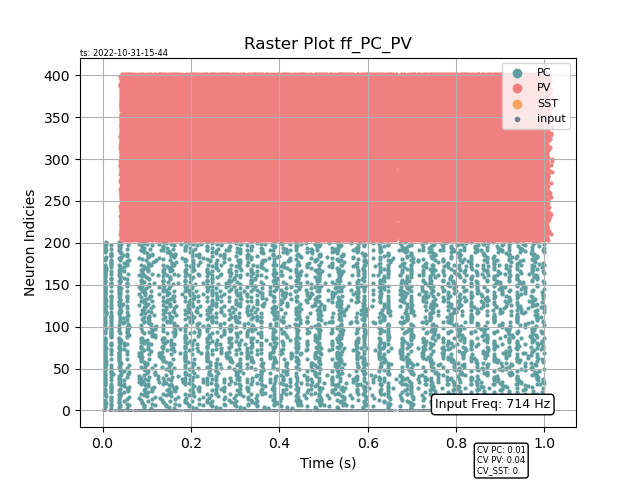 Raster Plot ff_PC_PV
ts: 2022-10-31-15-44
PC
PV
SST
input
400
350
300
250
200
150
100
50
0
Neuron Indicies
Input Freq: 714 Hz
0.0 0.2 0.4 0.6 0.8 1.0
Time (s)
CV PC: 0.01
CV PV: 0.04
CV_SST: 0